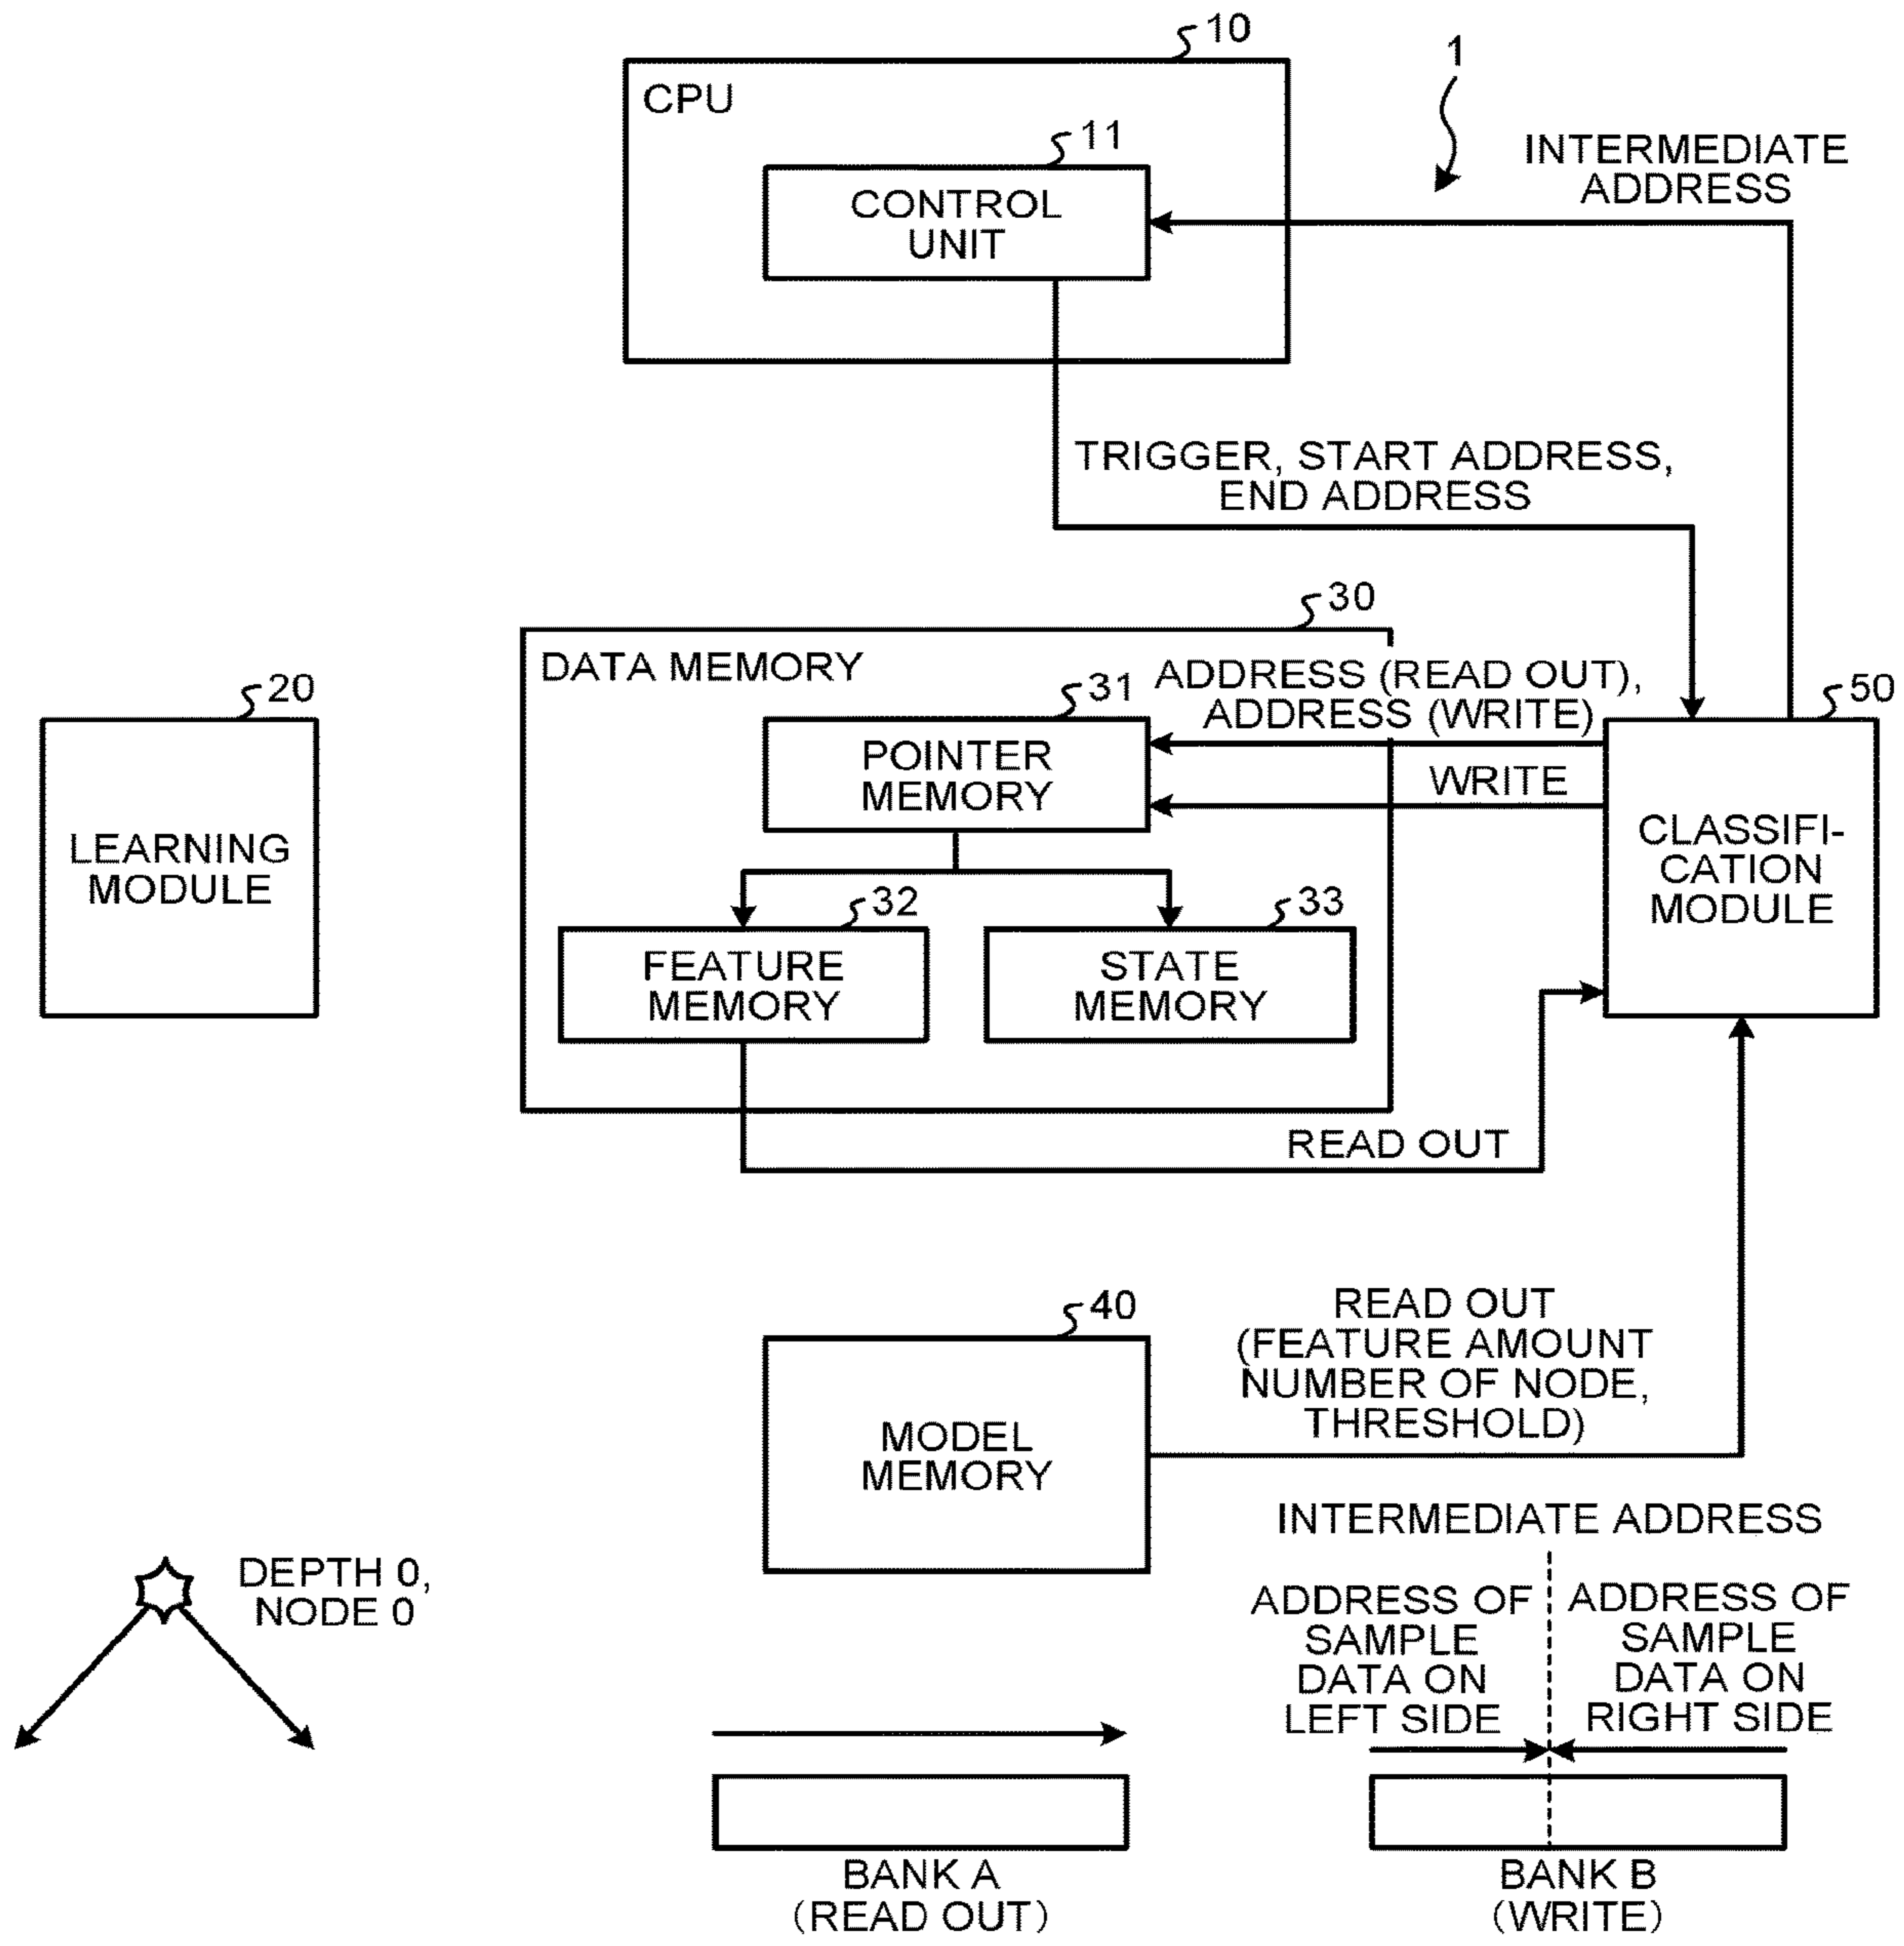 10
1
CPU
11
INTERMEDIATE
ADDRESS
CONTROL
UNIT
TRIGGER, START ADDRESS,
END ADDRESS
30
DATA MEMORY
20
31
ADDRESS (READ OUT),
ADDRESS (WRITE)
50
POINTER
MEMORY
WRITE
LEARNING
MODULE
CLASSIFI-
CATION
MODULE
32
33
FEATURE
MEMORY
STATE
MEMORY
READ OUT
40
READ OUT
(FEATURE AMOUNT
NUMBER OF NODE,
THRESHOLD)
MODEL
MEMORY
INTERMEDIATE ADDRESS
DEPTH 0,
NODE 0
ADDRESS OF
SAMPLE
DATA ON
LEFT SIDE
ADDRESS OF
SAMPLE
DATA ON
RIGHT SIDE
BANK A
(READ OUT)
BANK B
(WRITE)